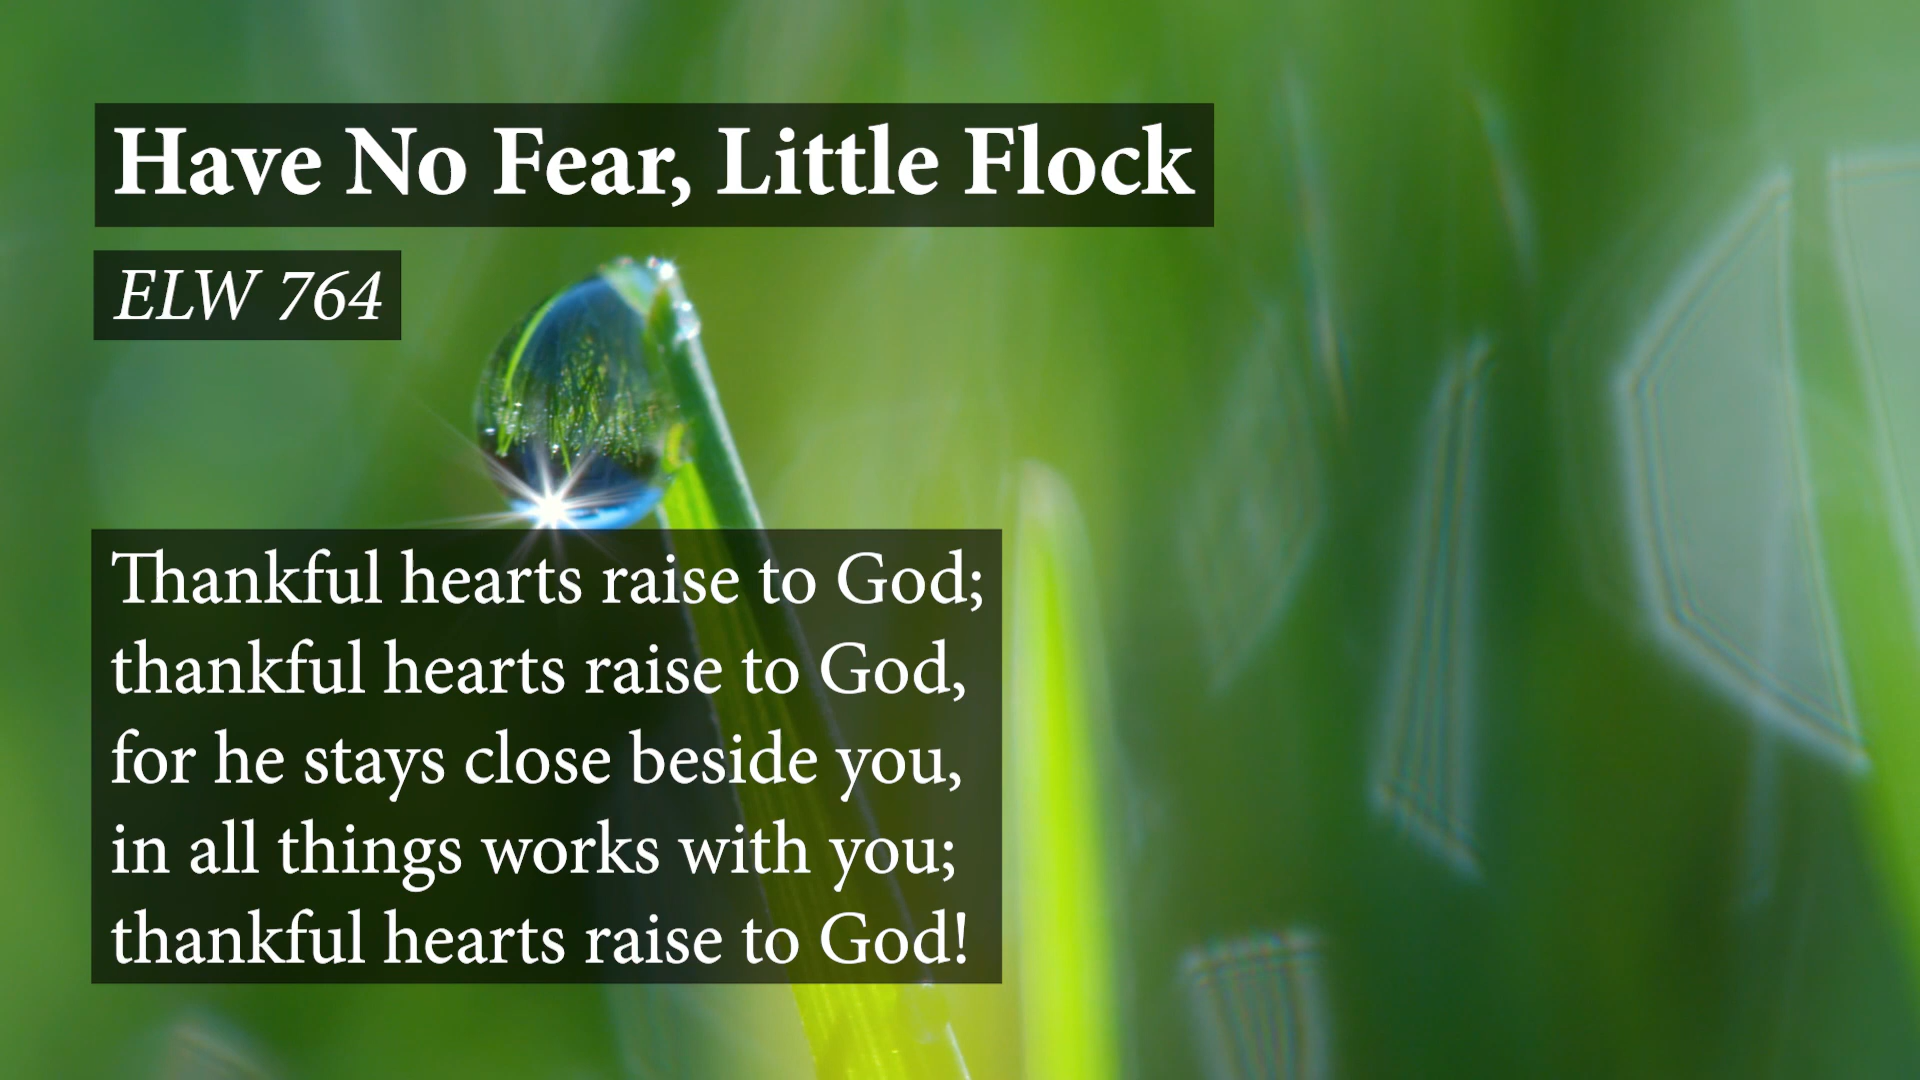 Have No Fear, Little Flock
ELW 764
Thankful hearts raise to God;
thankful hearts raise to God,
for he stays close beside you,
in all things works with you;
thankful hearts raise to God!